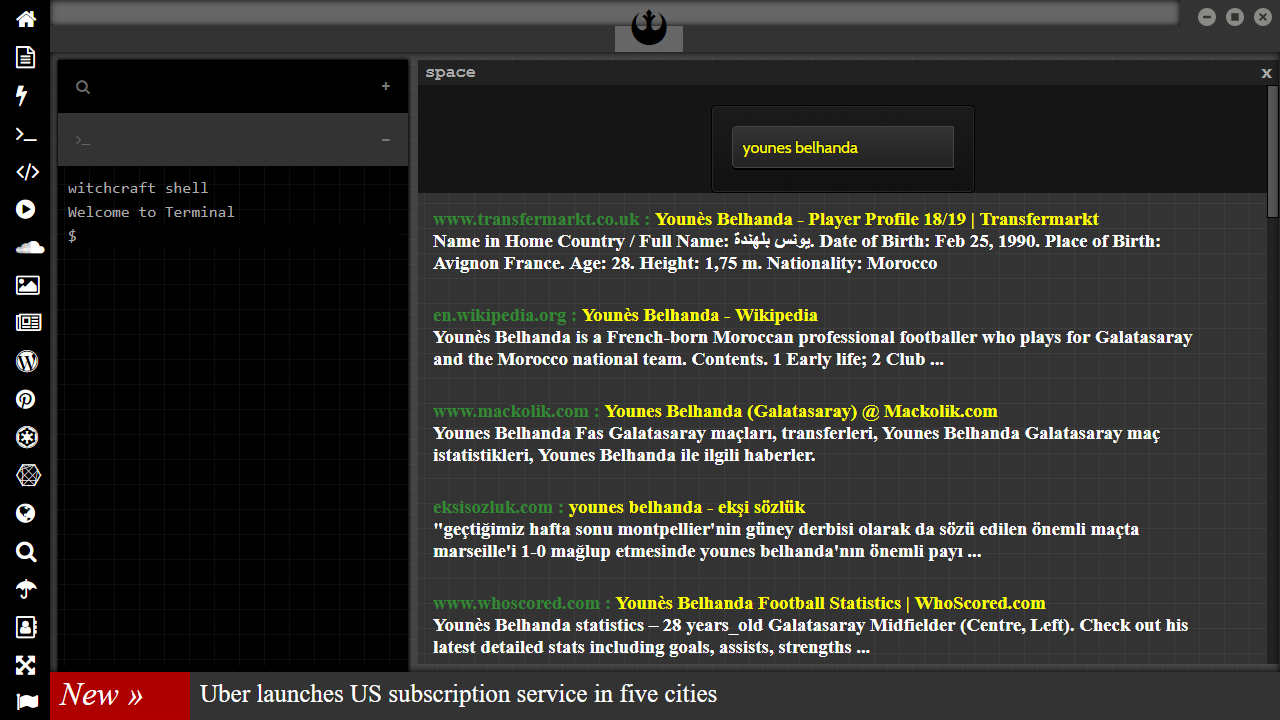 space
x
younes belhanda
+
>_
−
witchcraft shell
Welcome to Terminal
$
www.transfermarkt.co.uk : Younès Belhanda - Player Profile 18/19 | Transfermarkt
Name in Home Country / Full Name: يونس بلهندة. Date of Birth: Feb 25, 1990. Place of Birth:
Avignon France. Age: 28. Height: 1,75 m. Nationality: Morocco
en.wikipedia.org : Younès Belhanda - Wikipedia
Younès Belhanda is a French-born Moroccan professional footballer who plays for Galatasaray
and the Morocco national team. Contents. 1 Early life; 2 Club ...
www.mackolik.com : Younes Belhanda (Galatasaray) @ Mackolik.com
Younes Belhanda Fas Galatasaray maçları, transferleri, Younes Belhanda Galatasaray maç
istatistikleri, Younes Belhanda ile ilgili haberler.
eksisozluk.com : younes belhanda - ekşi sözlük
"geçtiğimiz hafta sonu montpellier'nin güney derbisi olarak da sözü edilen önemli maçta
marseille'i 1-0 mağlup etmesinde younes belhanda'nın önemli payı ...
www.whoscored.com : Younès Belhanda Football Statistics | WhoScored.com
Younès Belhanda statistics – 28 years_old Galatasaray Midfielder (Centre, Left). Check out his
latest detailed stats including goals, assists, strengths ...
New »
Uber launches US subscription service in five cities